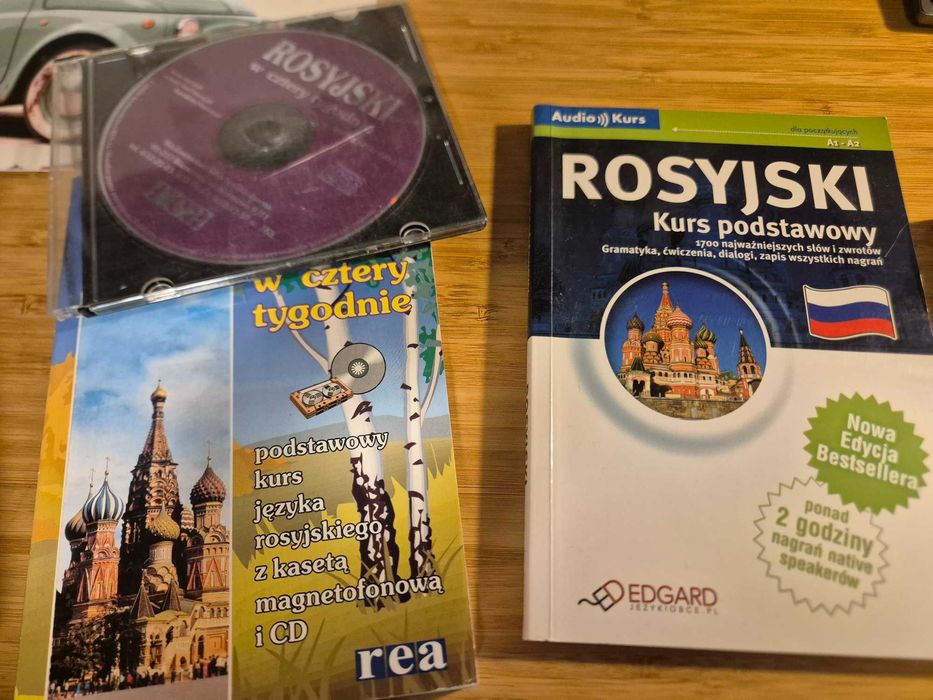 ROSYJSKI
w cztery
w cztery
tygodnie
podstawowy
kurs
języka
rosyjskiego
z kasetą
magnetofonową
i CD
rea
Audio Kurs
dla początkujących
A1 - A2
ROSYJSKI
Kurs podstawowy
1700 najważniejszych słów i zwrotów
Gramatyka, ćwiczenia, dialogi, zapis wszystkich nagrań
Nowa
Edycja
Bestsellera
ponad
2 godziny
nagrań native
speakerów
EDGARD
JEZYKIOBCE.PL